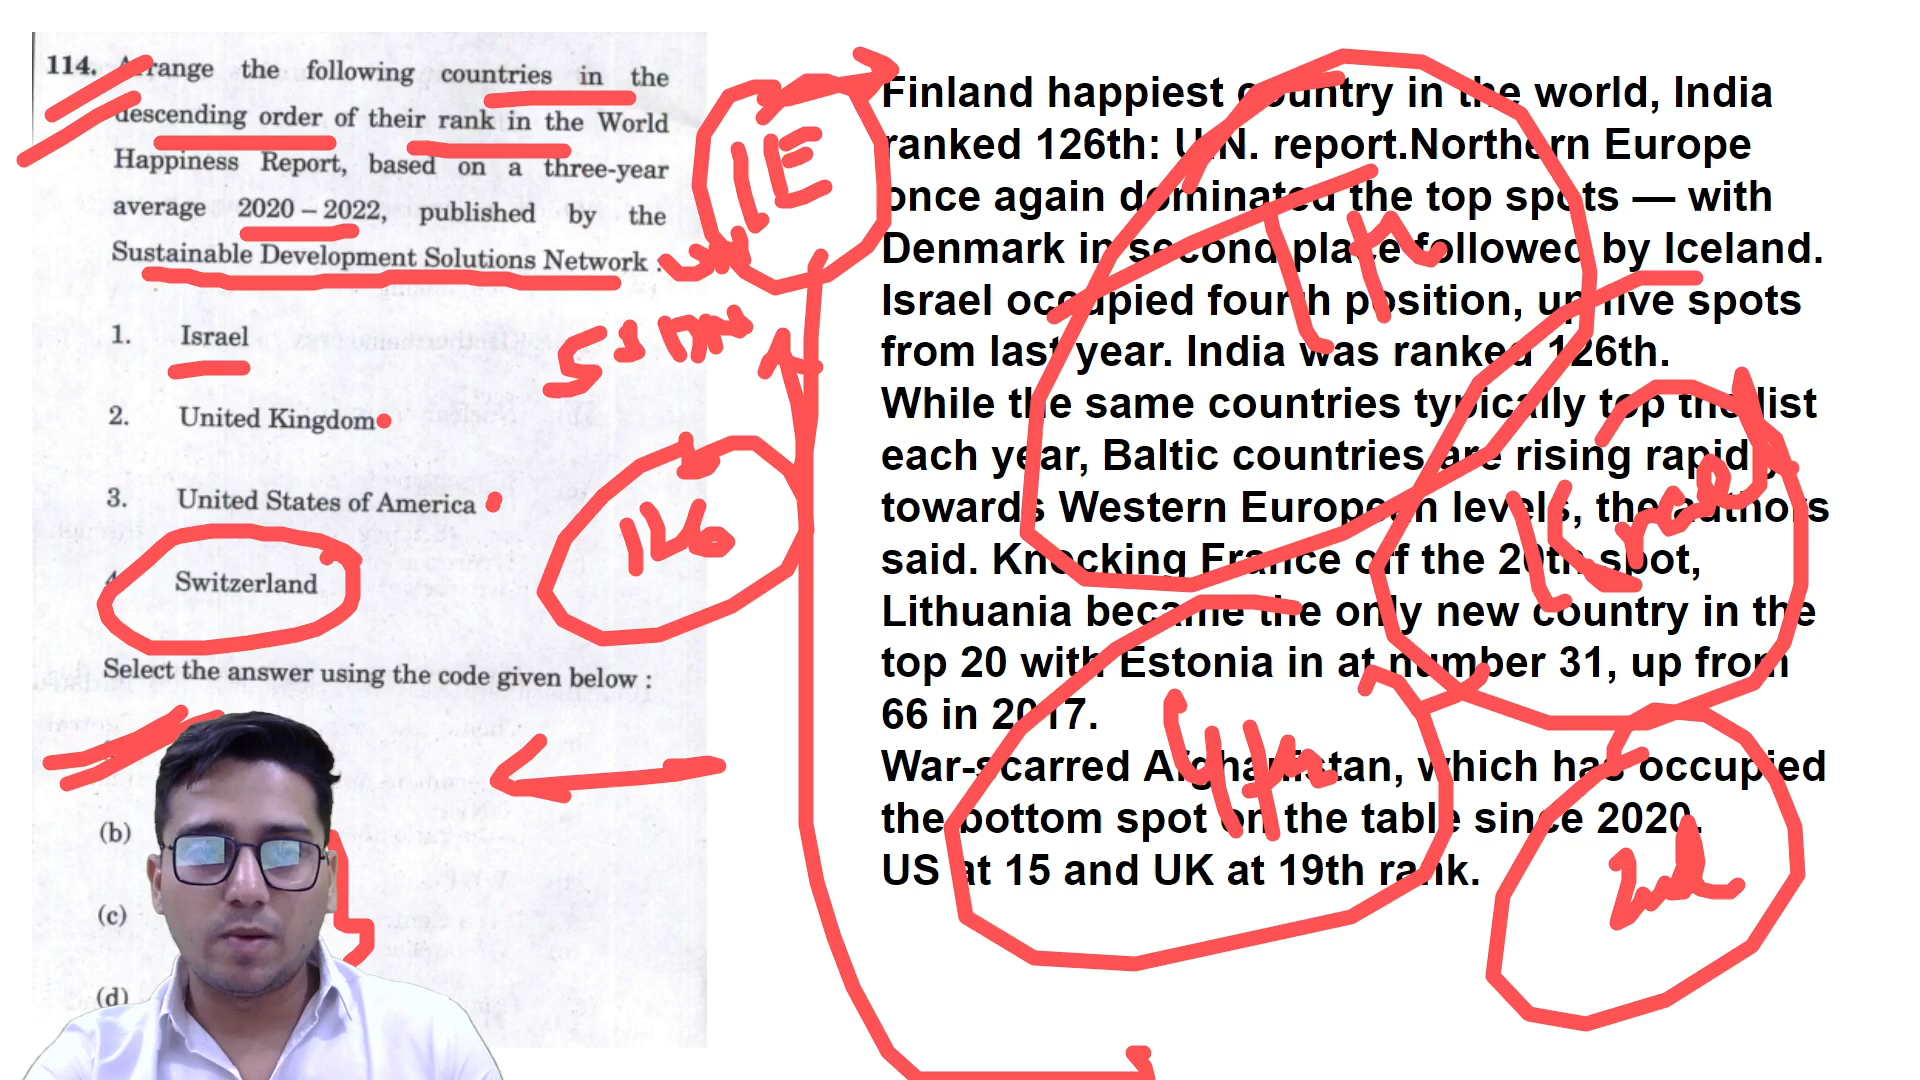 114. Arrange the following countries in the
descending order of their rank in the World
Happiness Report, based on a three-year
average 2020 – 2022, published by the
Sustainable Development Solutions Network :
1. Israel
2. United Kingdom
3. United States of America
Switzerland
Select the answer using the code given below :
(b)
(c)
(d)
1E
126
Finland happiest country in the world, India
ranked 126th: U.N. report.Northern Europe
once again dominated the top spots — with
Denmark in second place followed by Iceland.
Israel occupied fourth position, up five spots
from last year. India was ranked 126th.
While the same countries typically top the list
each year, Baltic countries are rising rapidly
towards Western European levels, the authors
said. Knocking France off the 20th spot,
Lithuania became the only new country in the
top 20 with Estonia in at number 31, up from
66 in 2017.
War-scarred Afghanistan, which has occupied
the bottom spot on the table since 2020.
US at 15 and UK at 19th rank.
4th
2nd